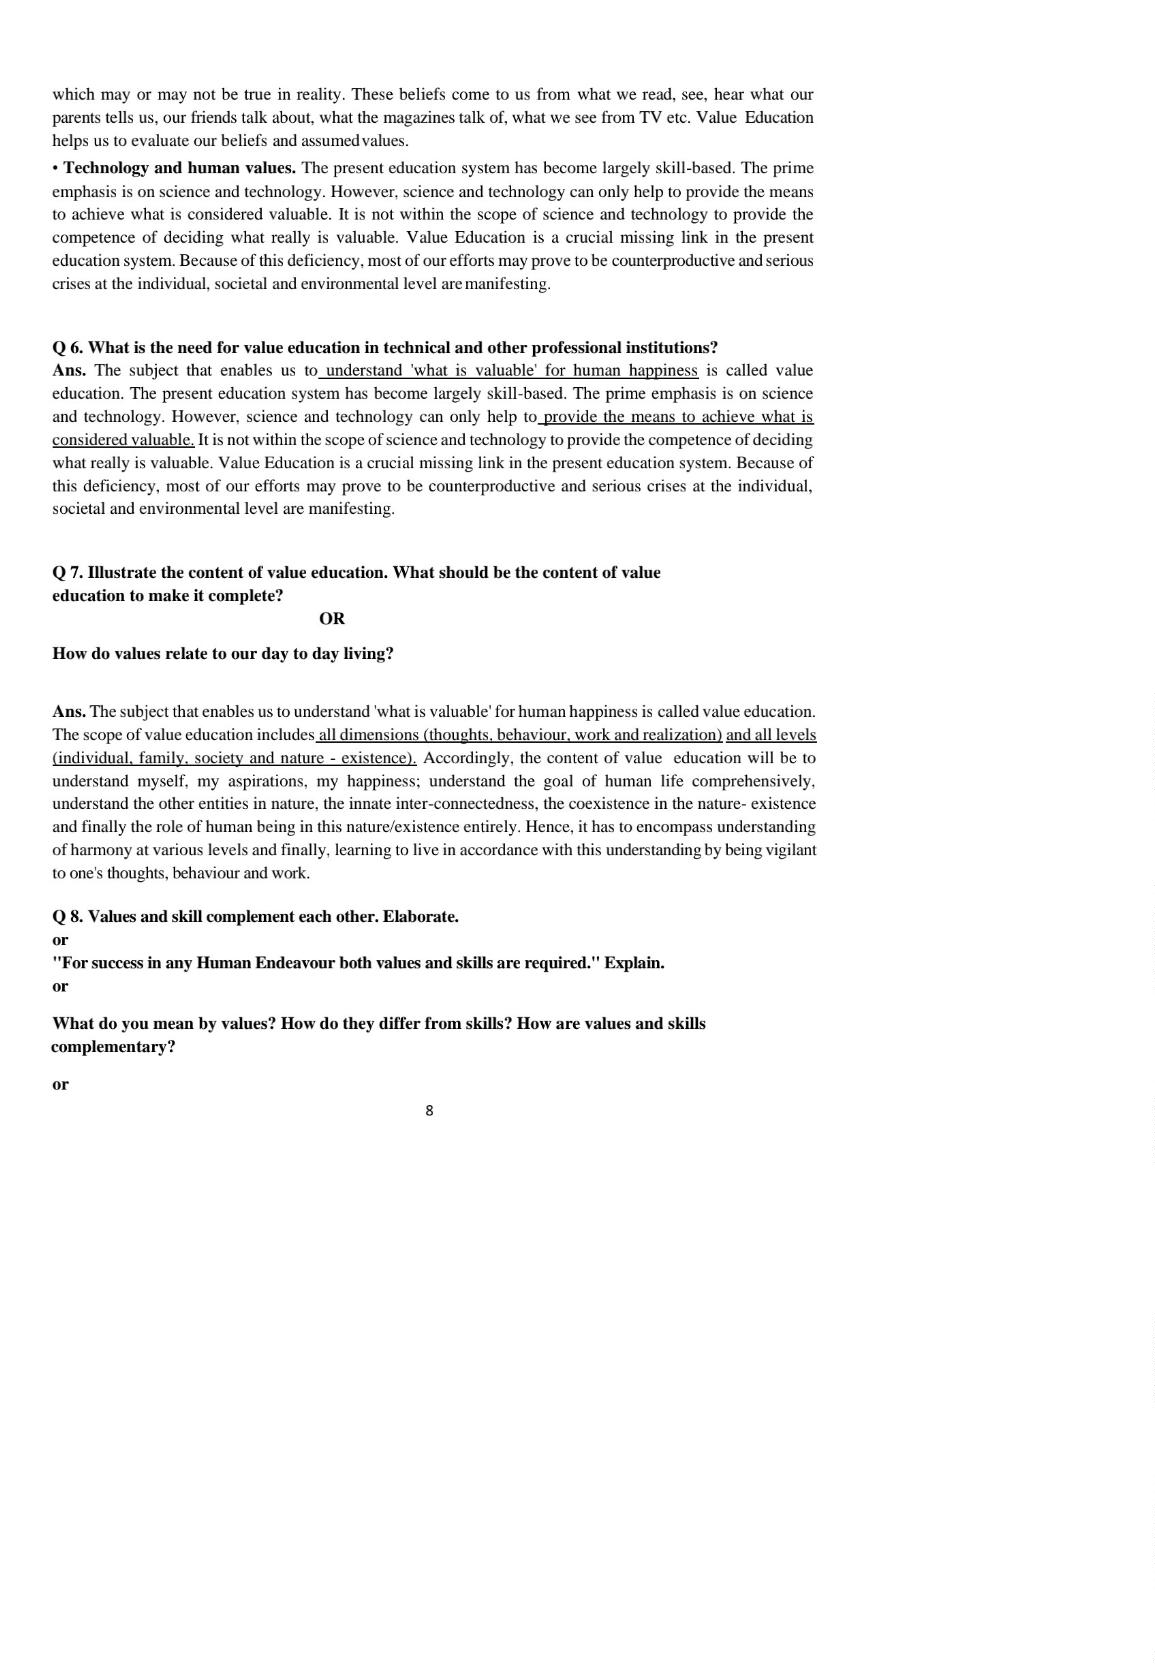 which may or may not be true in reality. These beliefs come to us from what we read, see, hear what our
parents tells us, our friends talk about, what the magazines talk of, what we see from TV etc. Value Education
helps us to evaluate our beliefs and assumed values.
• Technology and human values. The present education system has become largely skill-based. The prime
emphasis is on science and technology. However, science and technology can only help to provide the means
to achieve what is considered valuable. It is not within the scope of science and technology to provide the
competence of deciding what really is valuable. Value Education is a crucial missing link in the present
education system. Because of this deficiency, most of our efforts may prove to be counterproductive and serious
crises at the individual, societal and environmental level are manifesting.
Q 6. What is the need for value education in technical and other professional institutions?
Ans. The subject that enables us to understand 'what is valuable' for human happiness is called value
education. The present education system has become largely skill-based. The prime emphasis is on science
and technology. However, science and technology can only help to provide the means to achieve what is
considered valuable. It is not within the scope of science and technology to provide the competence of deciding
what really is valuable. Value Education is a crucial missing link in the present education system. Because of
this deficiency, most of our efforts may prove to be counterproductive and serious crises at the individual,
societal and environmental level are manifesting.
Q 7. Illustrate the content of value education. What should be the content of value
education to make it complete?
OR
How do values relate to our day to day living?
Ans. The subject that enables us to understand 'what is valuable' for human happiness is called value education.
The scope of value education includes all dimensions (thoughts, behaviour, work and realization) and all levels
(individual, family, society and nature - existence). Accordingly, the content of value education will be to
understand myself, my aspirations, my happiness; understand the goal of human life comprehensively,
understand the other entities in nature, the innate inter-connectedness, the coexistence in the nature- existence
and finally the role of human being in this nature/existence entirely. Hence, it has to encompass understanding
of harmony at various levels and finally, learning to live in accordance with this understanding by being vigilant
to one's thoughts, behaviour and work.
Q 8. Values and skill complement each other. Elaborate.
or
"For success in any Human Endeavour both values and skills are required." Explain.
or
What do you mean by values? How do they differ from skills? How are values and skills
complementary?
or
8